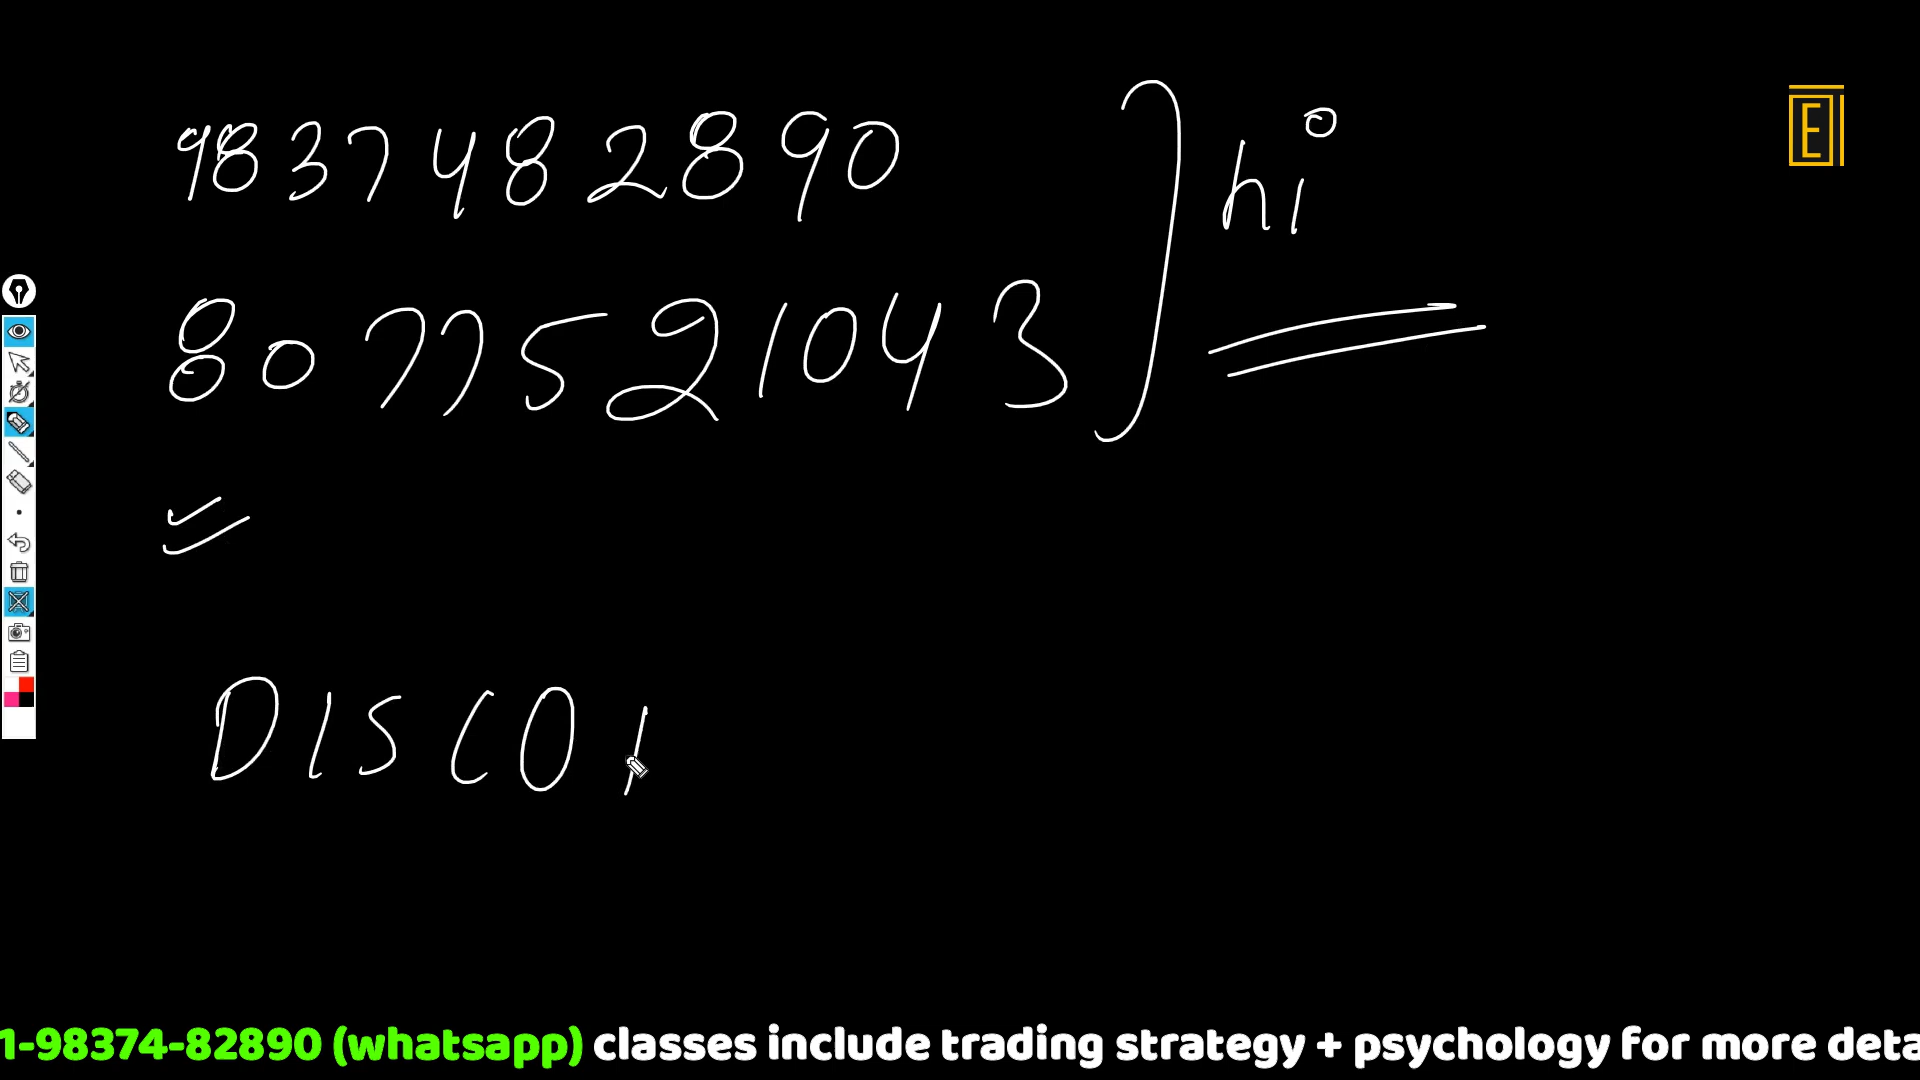 9837482890
8077521043
hi
DISCO
1-98374-82890 (whatsapp) classes include trading strategy + psychology for more deta